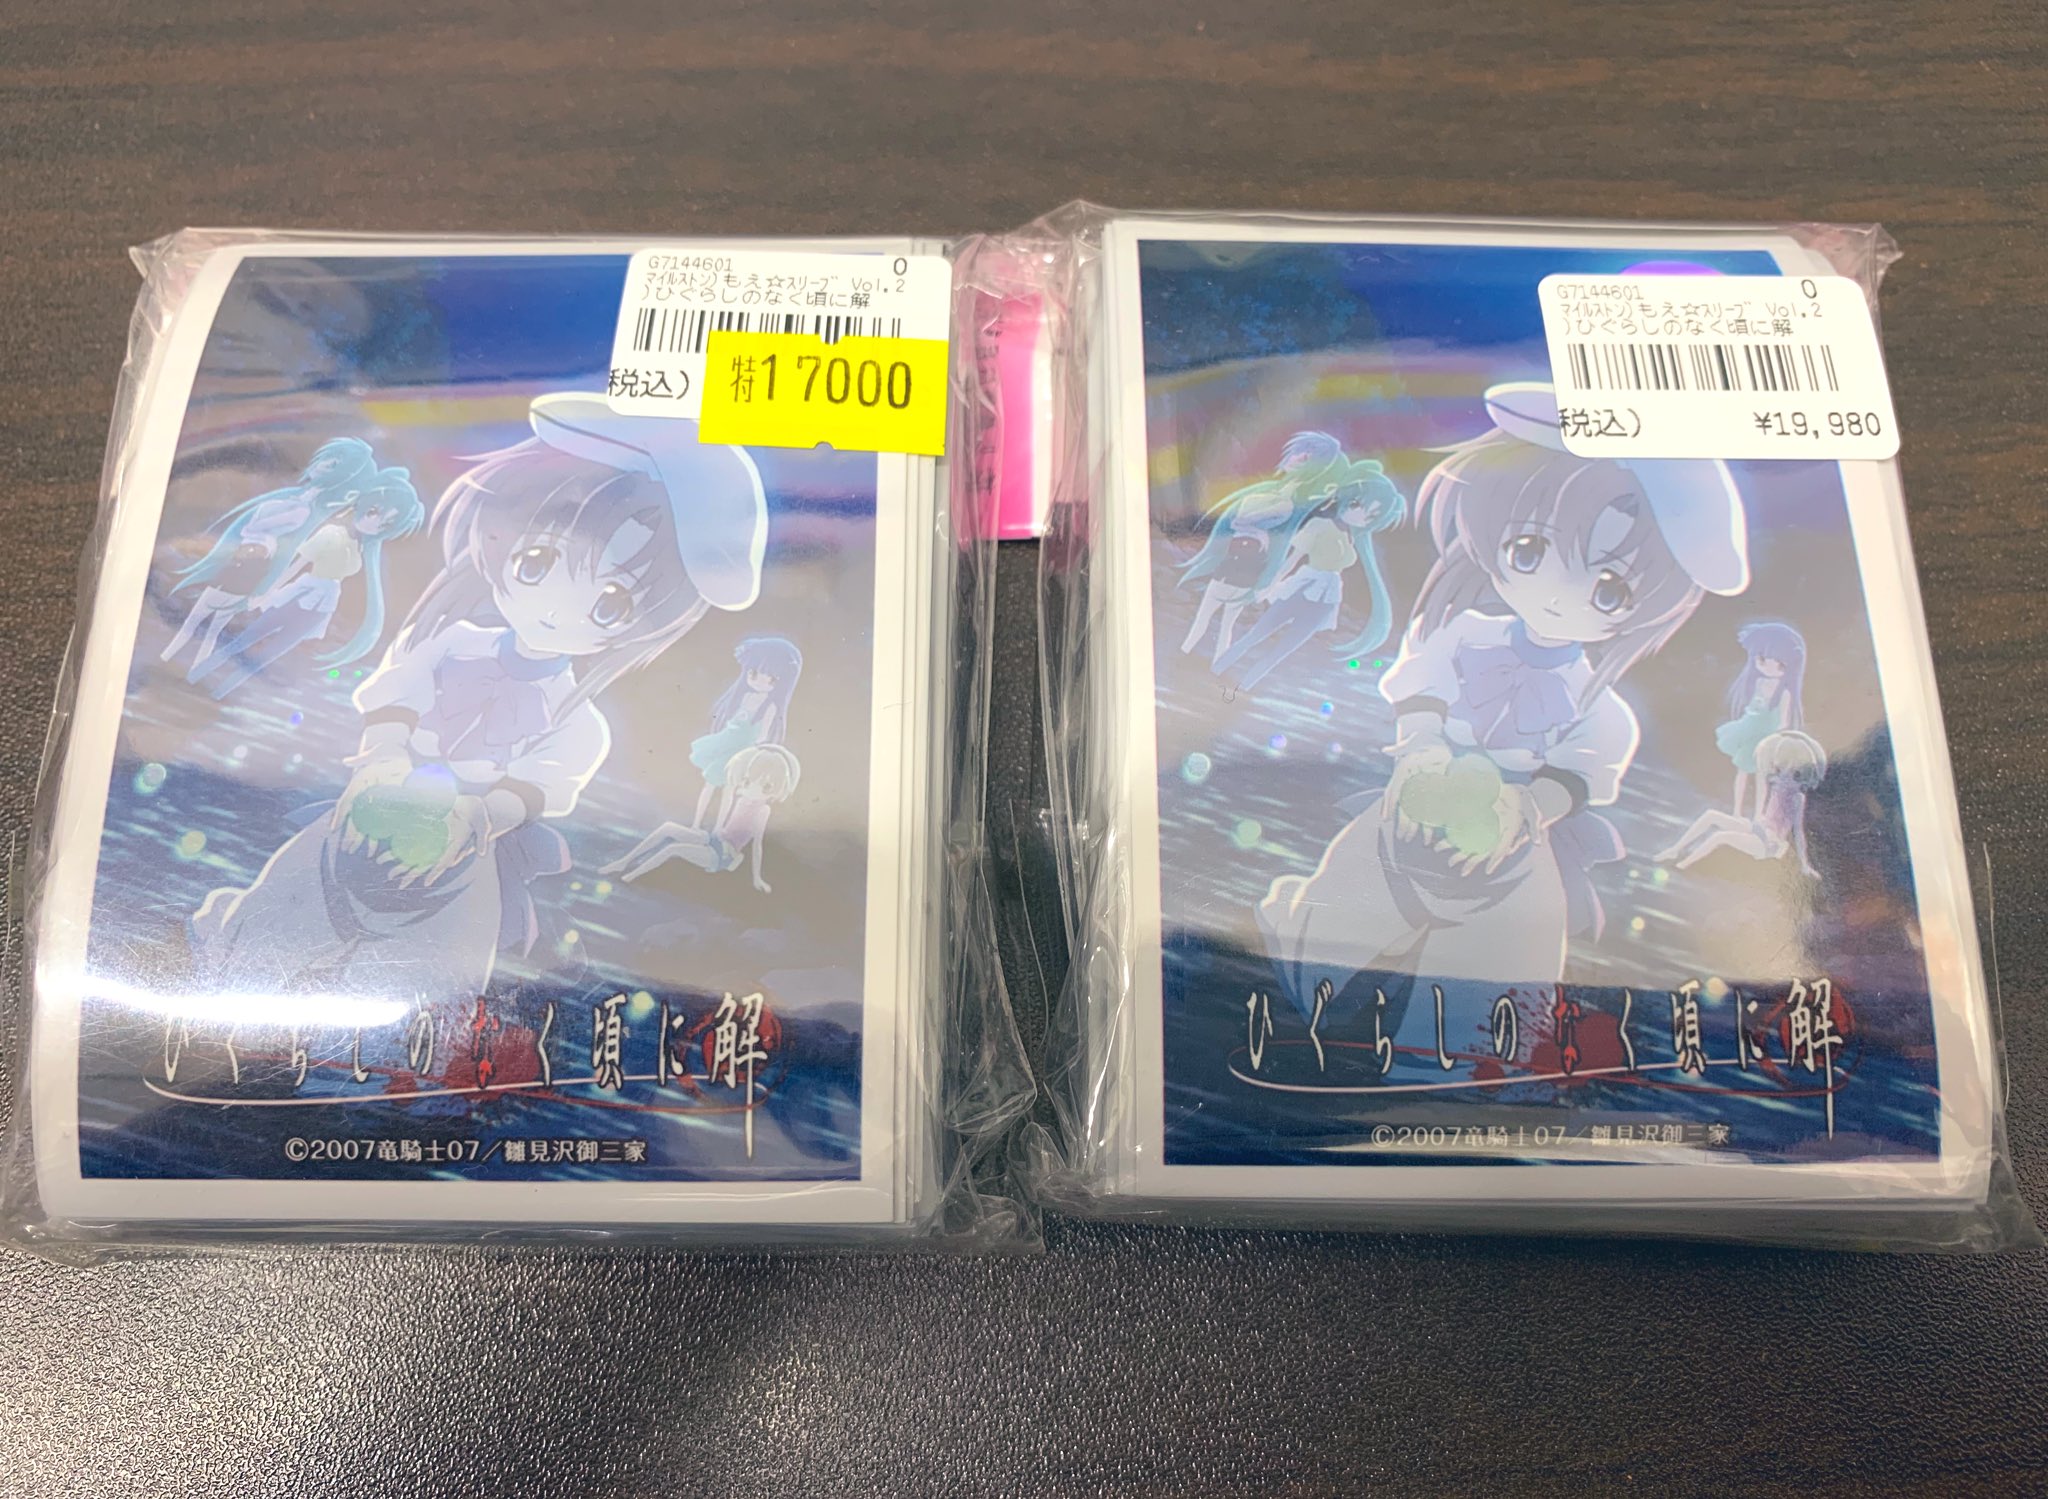 G7144601 0
ﾏｲﾙｽﾄﾝ)もえ☆ｽﾘｰﾌﾞ Vol.2
)ひぐらしのなく頃に解
税込)
特付17000
ひぐらしのなく頃に解
©2007竜騎士07／雛見沢御三家
G7144601 0
ﾏｲﾙｽﾄﾝ)もえ☆ｽﾘｰﾌﾞ Vol.2
)ひぐらしのなく頃に解
税込) ¥19,980
ひぐらしのなく頃に解
©2007竜騎士07／雛見沢御三家